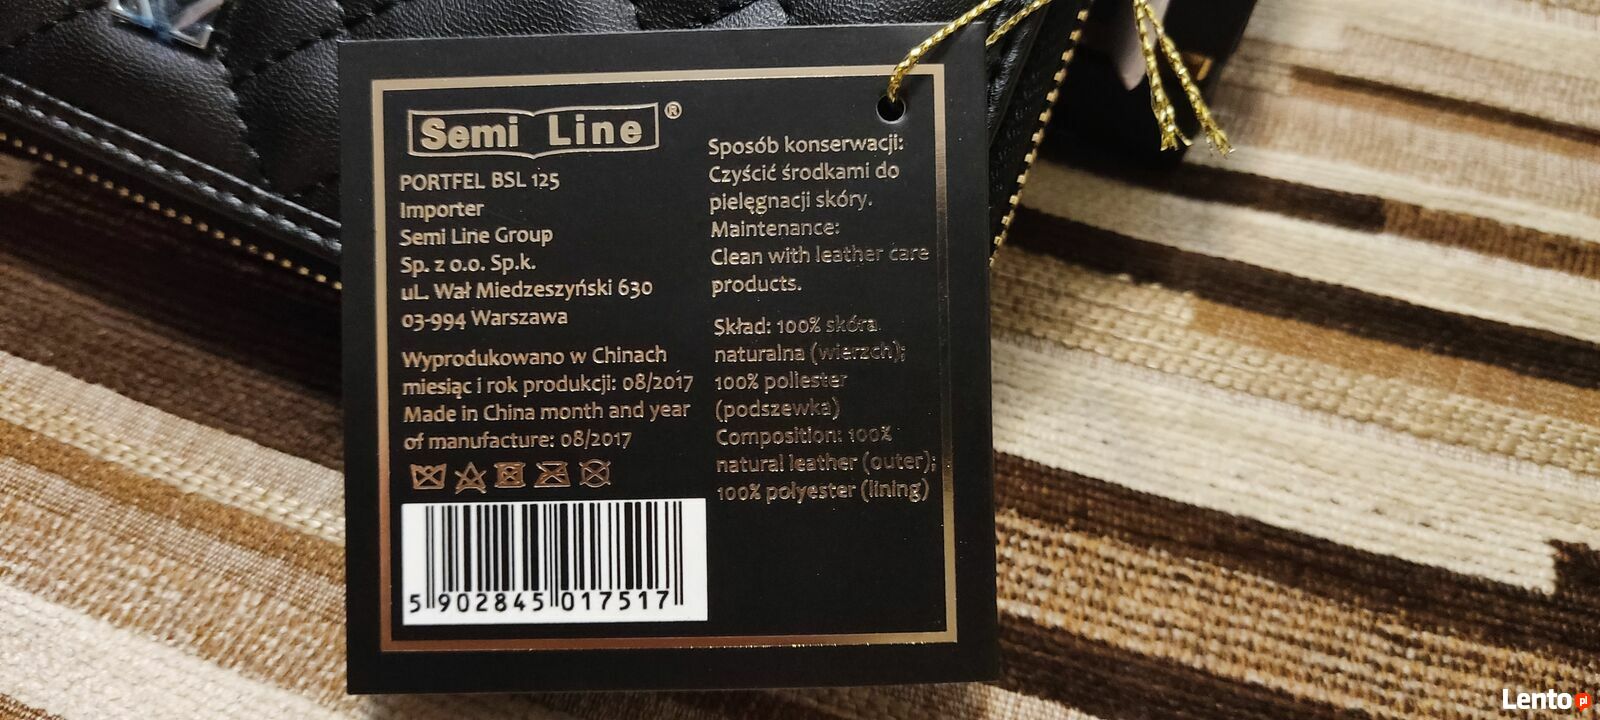 Semi Line ®
PORTFEL BSL 125
Importer
Semi Line Group
Sp. z o.o. Sp.k.
ul. Wał Miedzeszyński 630
03-994 Warszawa
Wyprodukowano w Chinach
miesiąc i rok produkcji: 08/2017
Made in China month and year
of manufacture: 08/2017
5 902845 017517
Sposób konserwacji:
Czyścić środkami do
pielęgnacji skóry.
Maintenance:
Clean with leather care
products.
Skład: 100% skóra
naturalna (wierzch);
100% poliester
(podszewka)
Composition: 100%
natural leather (outer);
100% polyester (lining)
Lento.pl